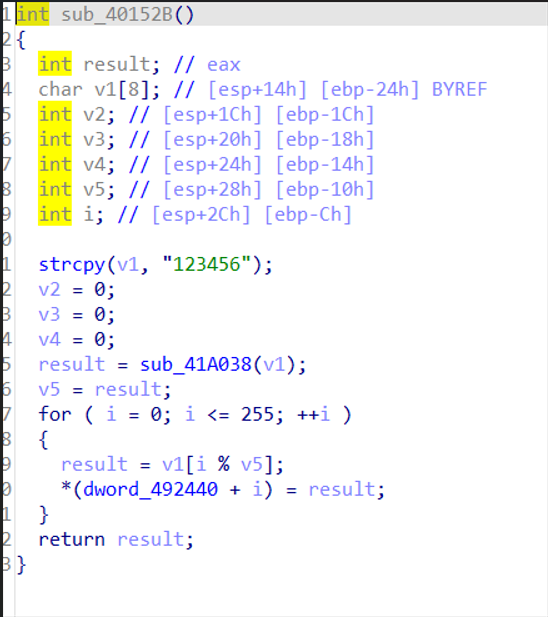 1 int sub_40152B()
2 {
3   int result; // eax
4   char v1[8]; // [esp+14h] [ebp-24h] BYREF
5   int v2; // [esp+1Ch] [ebp-1Ch]
6   int v3; // [esp+20h] [ebp-18h]
7   int v4; // [esp+24h] [ebp-14h]
8   int v5; // [esp+28h] [ebp-10h]
9   int i; // [esp+2Ch] [ebp-Ch]
0
1   strcpy(v1, "123456");
2   v2 = 0;
3   v3 = 0;
4   v4 = 0;
5   result = sub_41A038(v1);
6   v5 = result;
7   for ( i = 0; i <= 255; ++i )
8   {
9     result = v1[i % v5];
0     *(dword_492440 + i) = result;
1   }
2   return result;
3 }